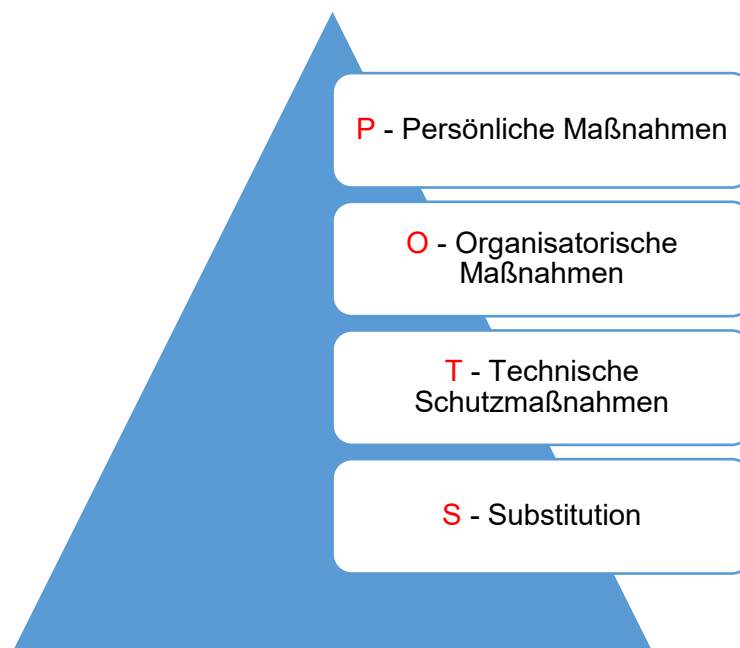 P - Persönliche Maßnahmen
O - Organisatorische
Maßnahmen
T - Technische
Schutzmaßnahmen
S - Substitution